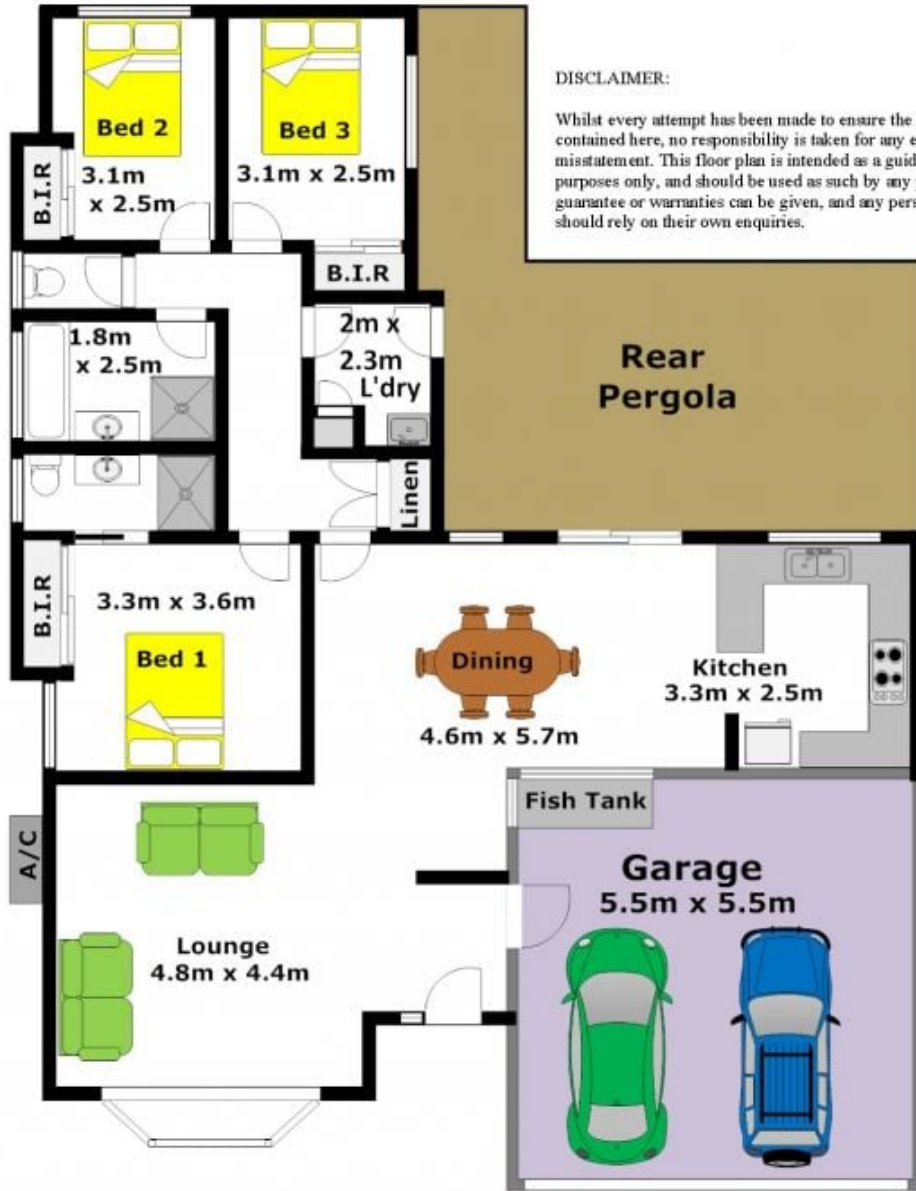 DISCLAIMER:
Whilst every attempt has been made to ensure the
contained here, no responsibility is taken for any
misstatement. This floor plan is intended as a
purposes only, and should be used as such by any
guarantee or warranties can be given, and any
should rely on their own enquiries.
Bed 2
3.1m
x 2.5m
B.I.R
Bed 3
3.1m x 2.5m
B.I.R
1.8m
x 2.5m
2m x
2.3m
L'dry
Rear
Pergola
Linen
B.I.R
3.3m x 3.6m
Bed 1
Dining
4.6m x 5.7m
Kitchen
3.3m x 2.5m
Fish Tank
A/C
Garage
5.5m x 5.5m
Lounge
4.8m x 4.4m